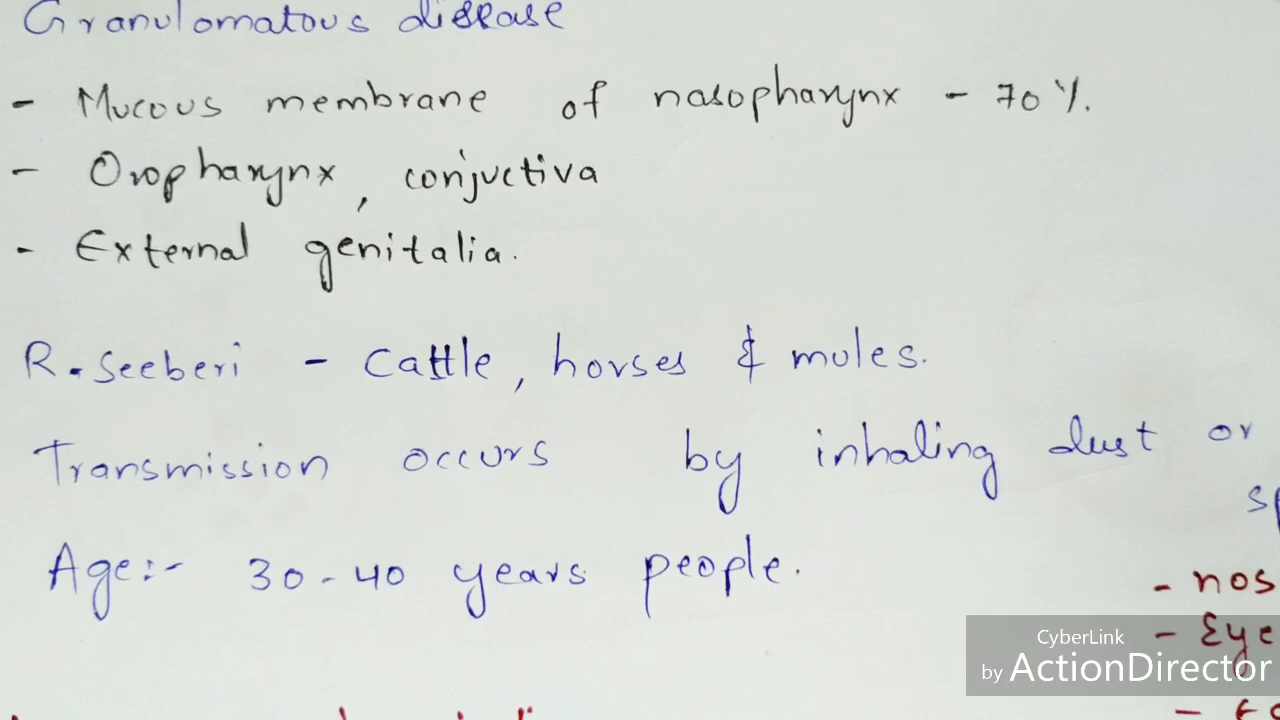 Granulomatous disease
- Mucous membrane of nasopharynx - 70%.
- Oropharynx, conjuctiva
- External genitalia.
R. Seeberi - Cattle, horses & mules.
Transmission occurs by inhaling dust or
Age:- 30-40 years people.
- nos
- Eye
CyberLink
by ActionDirector